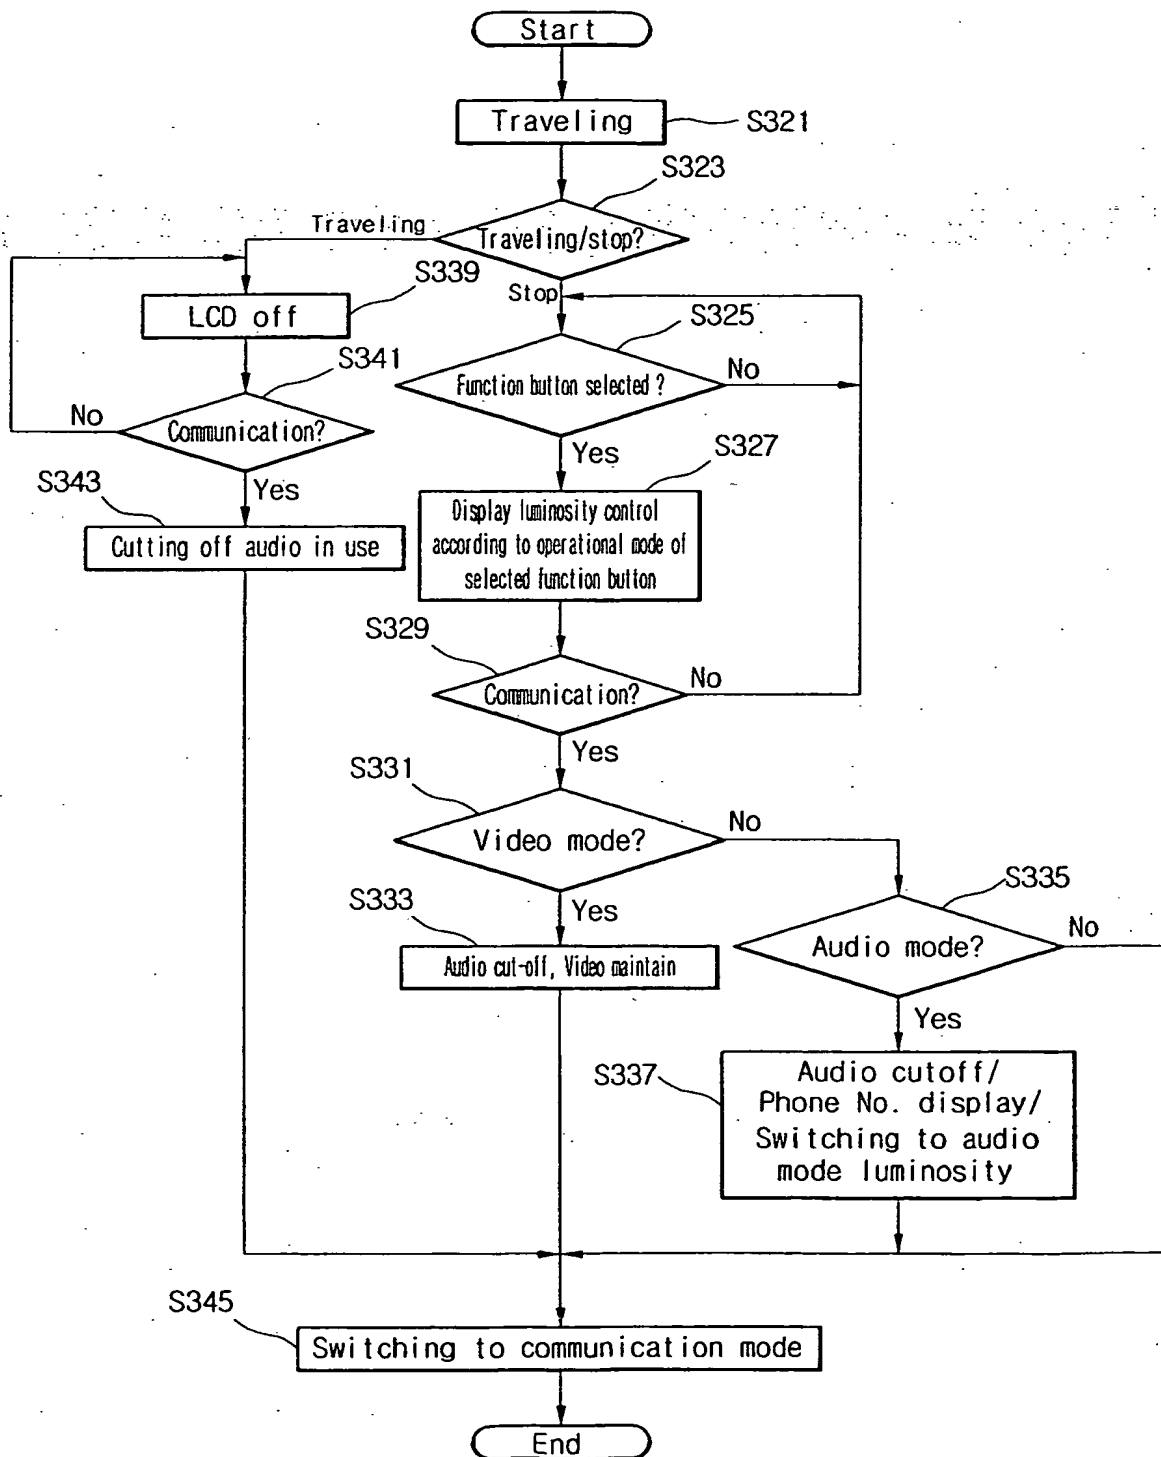 Start
Traveling
S321
S323
Traveling/stop?
Traveling
Stop
S339
LCD off
S325
Function button selected ?
No
S341
Communication?
No
Yes
Yes
S327
Display luminosity control
according to operational mode of
selected function button
S343
Cutting off audio in use
S329
Communication?
No
Yes
S331
Video mode?
No
Yes
S333
Audio cut-off, Video maintain
S335
Audio mode?
No
Yes
S337
Audio cutoff/
Phone No. display/
Switching to audio
mode luminosity
S345
Switching to communication mode
End